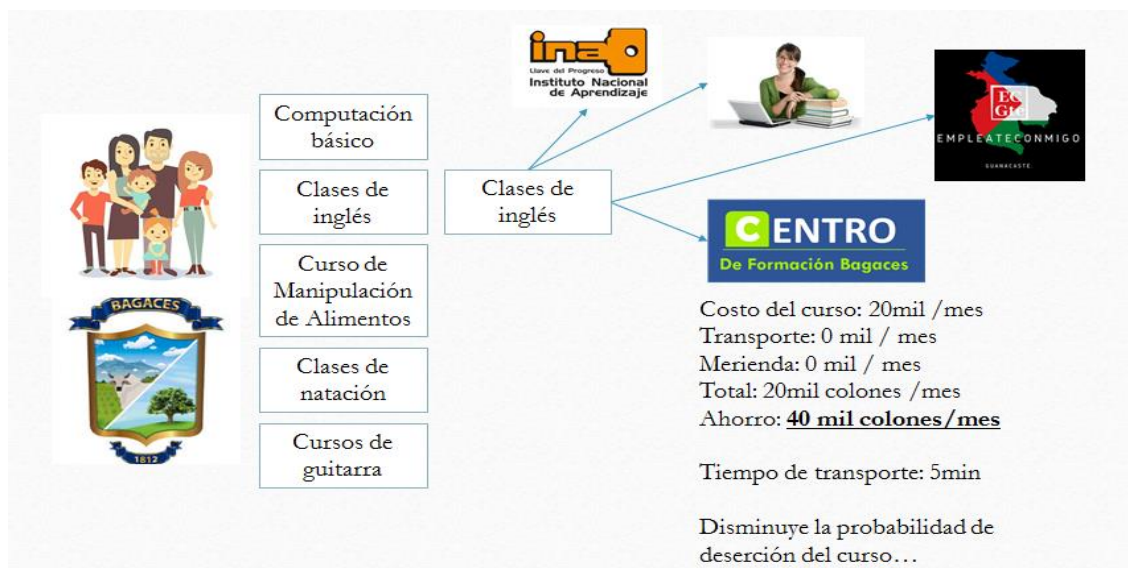 BAGACES
1812
Computación
básico
Clases de
inglés
Curso de
Manipulación
de Alimentos
Clases de
natación
Cursos de
guitarra
Clases de
inglés
ina
Llave del Progreso
Instituto Nacional
de Aprendizaje
EC
Gte
EMPLEATECONMIGO
GUANACASTE
CENTRO
De Formación Bagaces
Costo del curso: 20mil /mes
Transporte: 0 mil / mes
Merienda: 0 mil / mes
Total: 20mil colones /mes
Ahorro: 40 mil colones/mes
Tiempo de transporte: 5min
Disminuye la probabilidad de
deserción del curso…